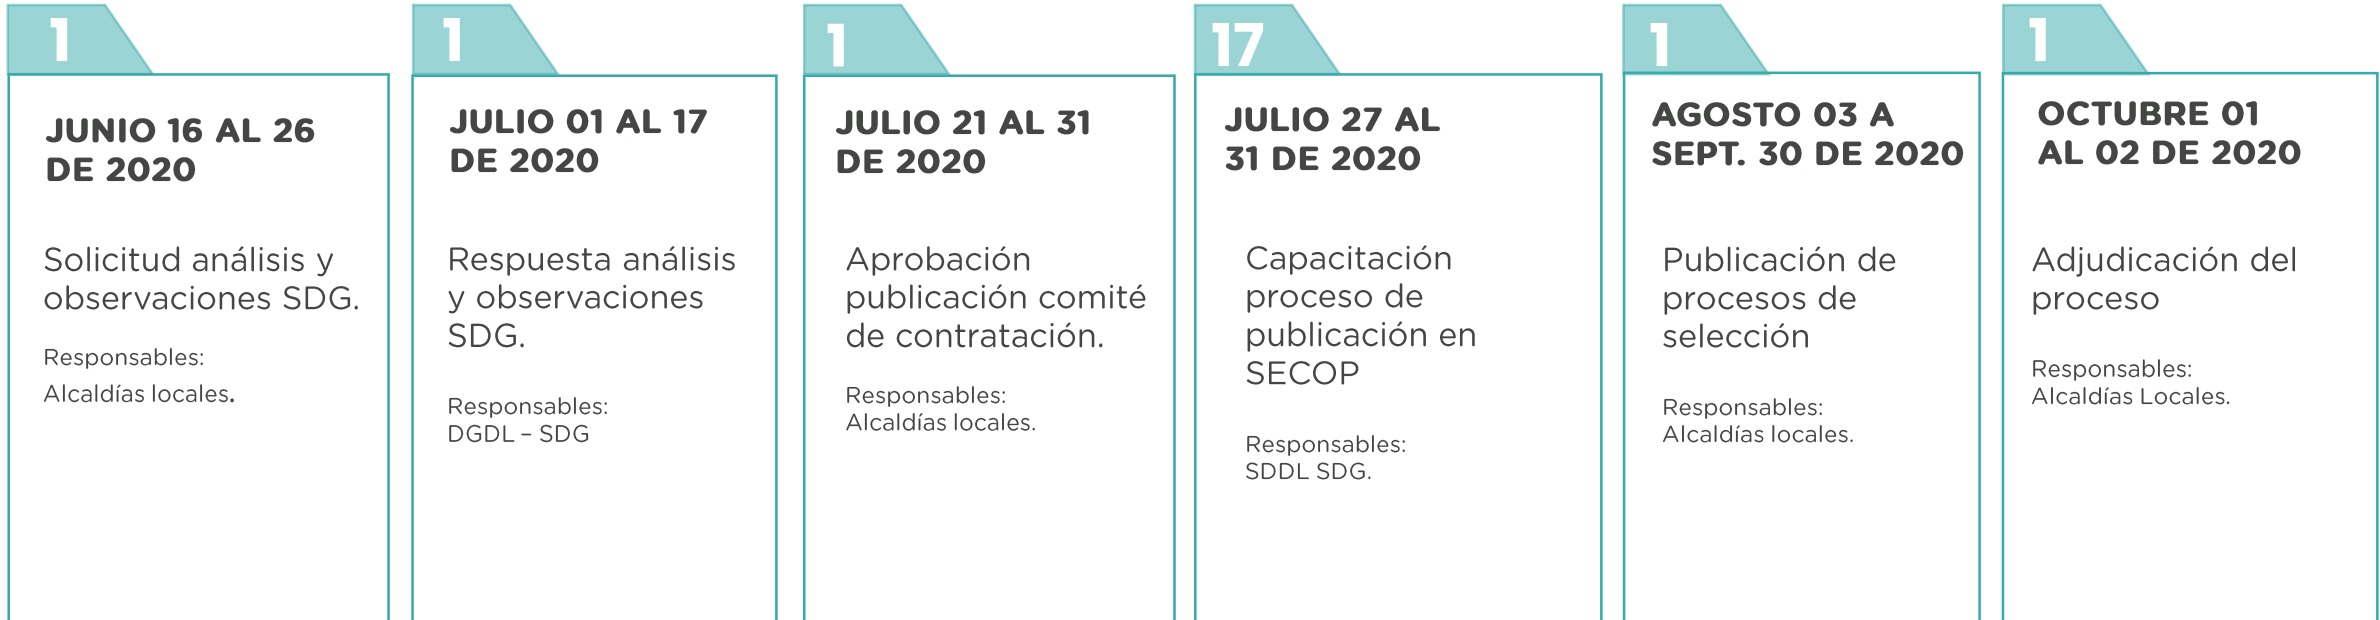 1
JUNIO 16 AL 26
DE 2020
Solicitud análisis y
observaciones SDG.
Responsables:
Alcaldías locales.
1
JULIO 01 AL 17
DE 2020
Respuesta análisis
y observaciones
SDG.
Responsables:
DGDL – SDG
1
JULIO 21 AL 31
DE 2020
Aprobación
publicación comité
de contratación.
Responsables:
Alcaldías locales.
17
JULIO 27 AL
31 DE 2020
Capacitación
proceso de
publicación en
SECOP
Responsables:
SDDL SDG.
1
AGOSTO 03 A
SEPT. 30 DE 2020
Publicación de
procesos de
selección
Responsables:
Alcaldías locales.
1
OCTUBRE 01
AL 02 DE 2020
Adjudicación del
proceso
Responsables:
Alcaldías Locales.